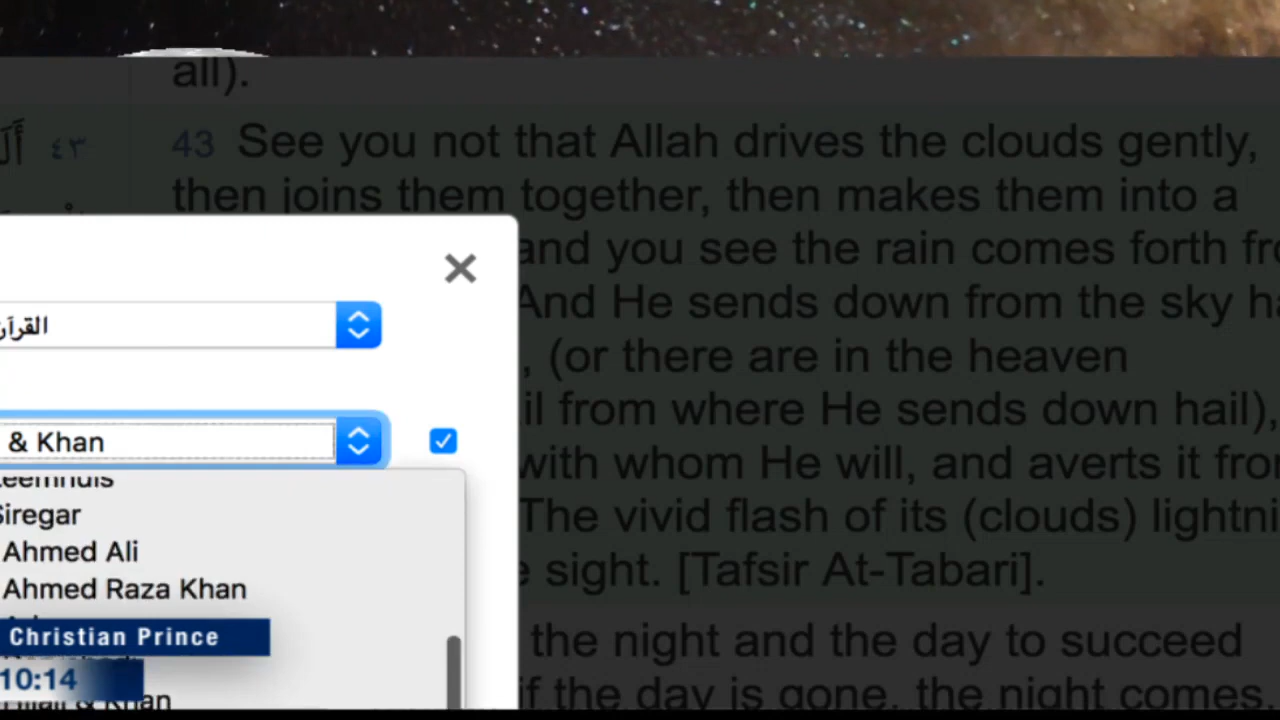 all).
٤٣ 43 See you not that Allah drives the clouds gently,
then joins them together, then makes them into a
and you see the rain comes forth fr
And He sends down from the sky ha
, (or there are in the heaven
il from where He sends down hail),
with whom He will, and averts it fro
The vivid flash of its (clouds) lightni
e sight. [Tafsir At-Tabari].
the night and the day to succeed
if the day is gone, the night comes,
القرآن
& Khan
Siregar
Ahmed Ali
Ahmed Raza Khan
Christian Prince
10:14
Hilali & Khan